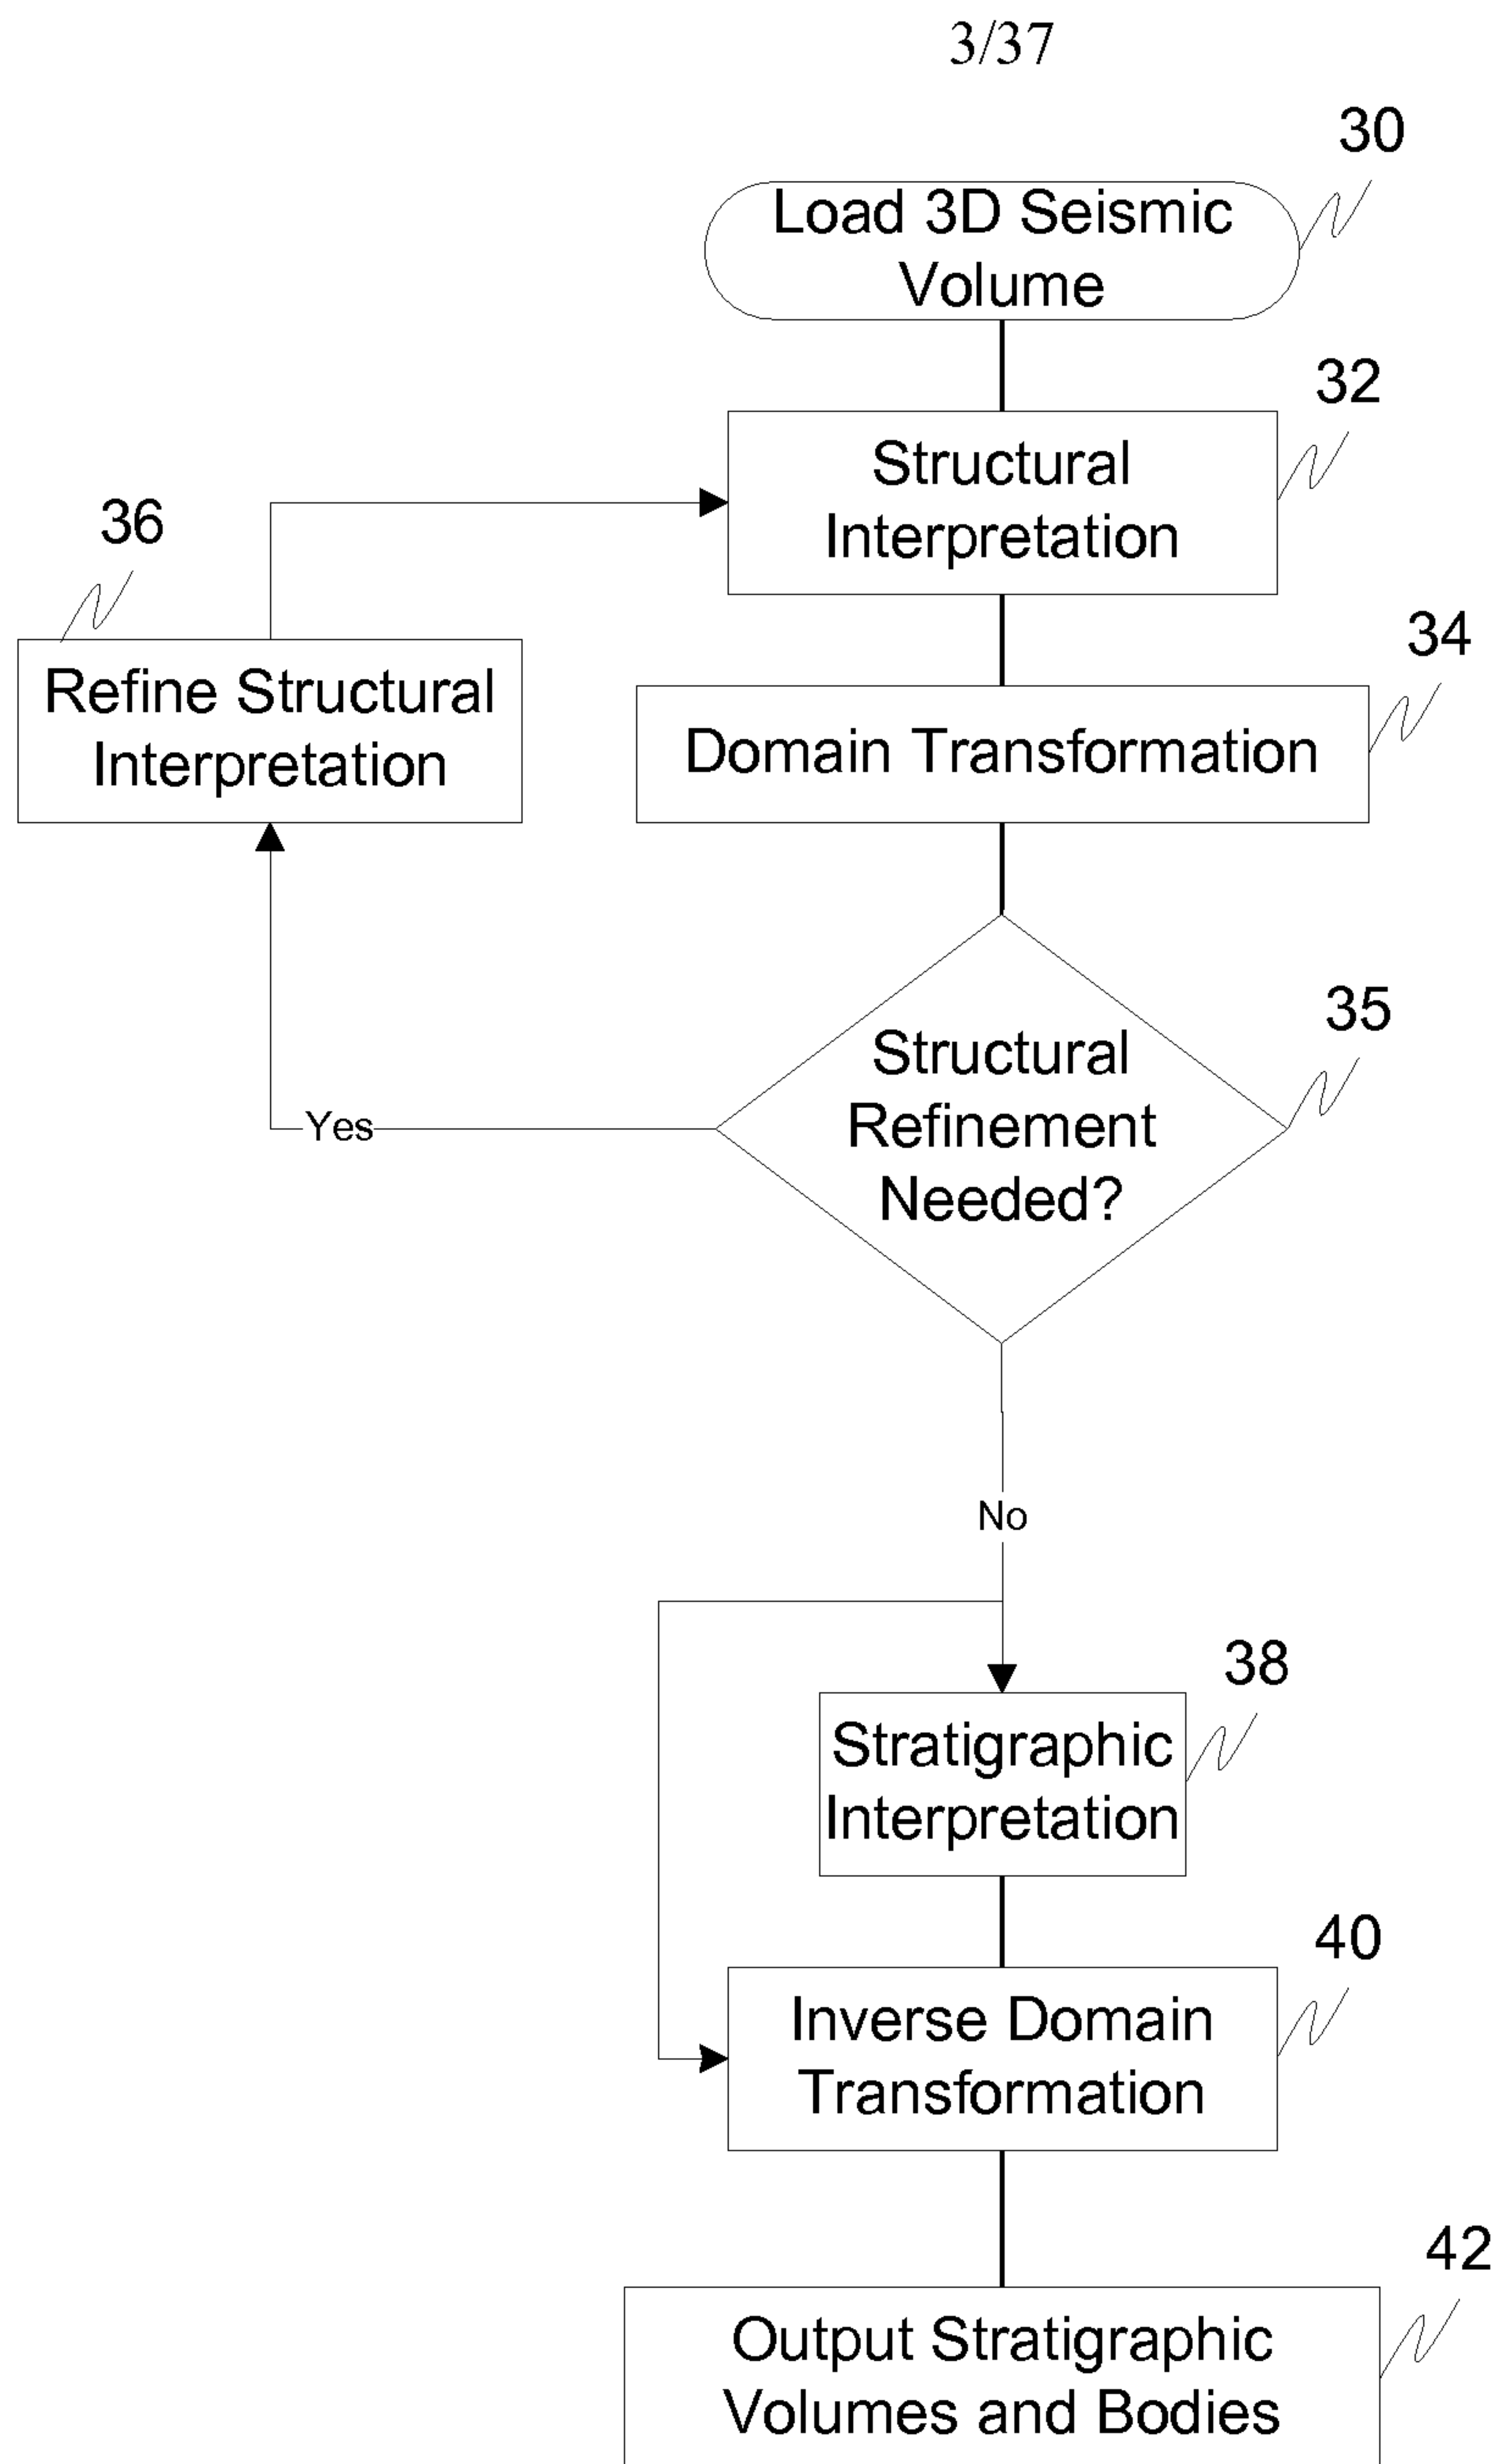 3/37
30
Load 3D Seismic
Volume
32
Structural
Interpretation
36
Refine Structural
Interpretation
34
Domain Transformation
35
Structural
Refinement
Needed?
Yes
No
38
Stratigraphic
Interpretation
40
Inverse Domain
Transformation
42
Output Stratigraphic
Volumes and Bodies